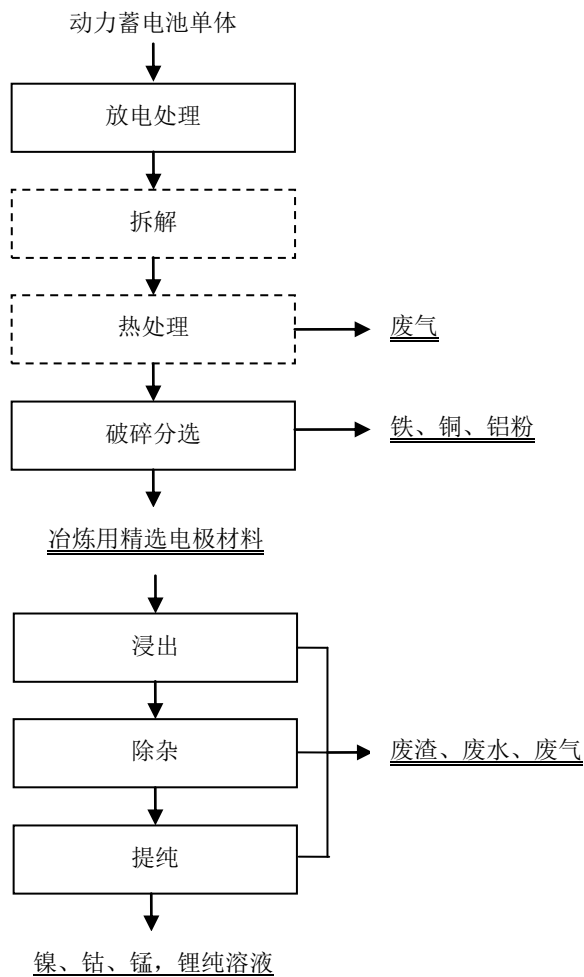 动力蓄电池单体
放电处理
拆解
热处理
废气
破碎分选
铁、铜、铝粉
冶炼用精选电极材料
浸出
除杂
废渣、废水、废气
提纯
镍、钴、锰，锂纯溶液